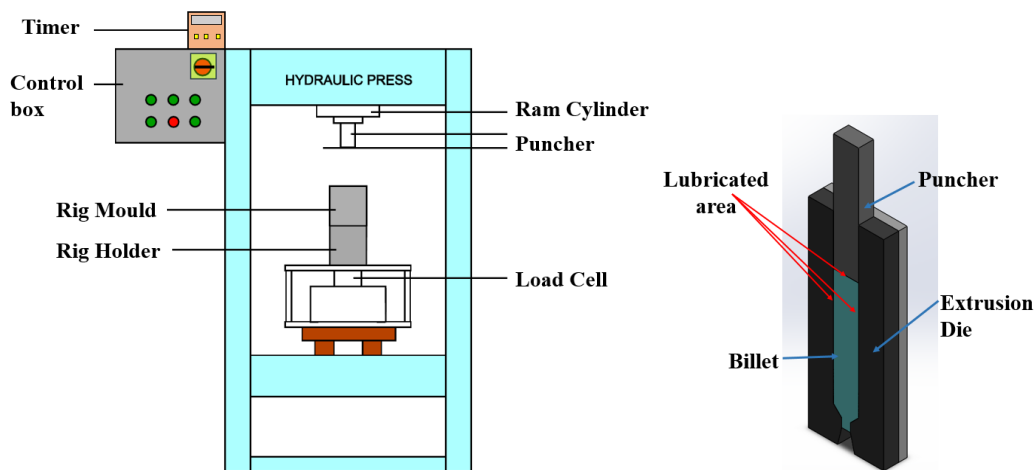 Timer
Control
box
HYDRAULIC PRESS
Ram Cylinder
Puncher
Rig Mould
Rig Holder
Load Cell
Lubricated
area
Puncher
Extrusion
Die
Billet